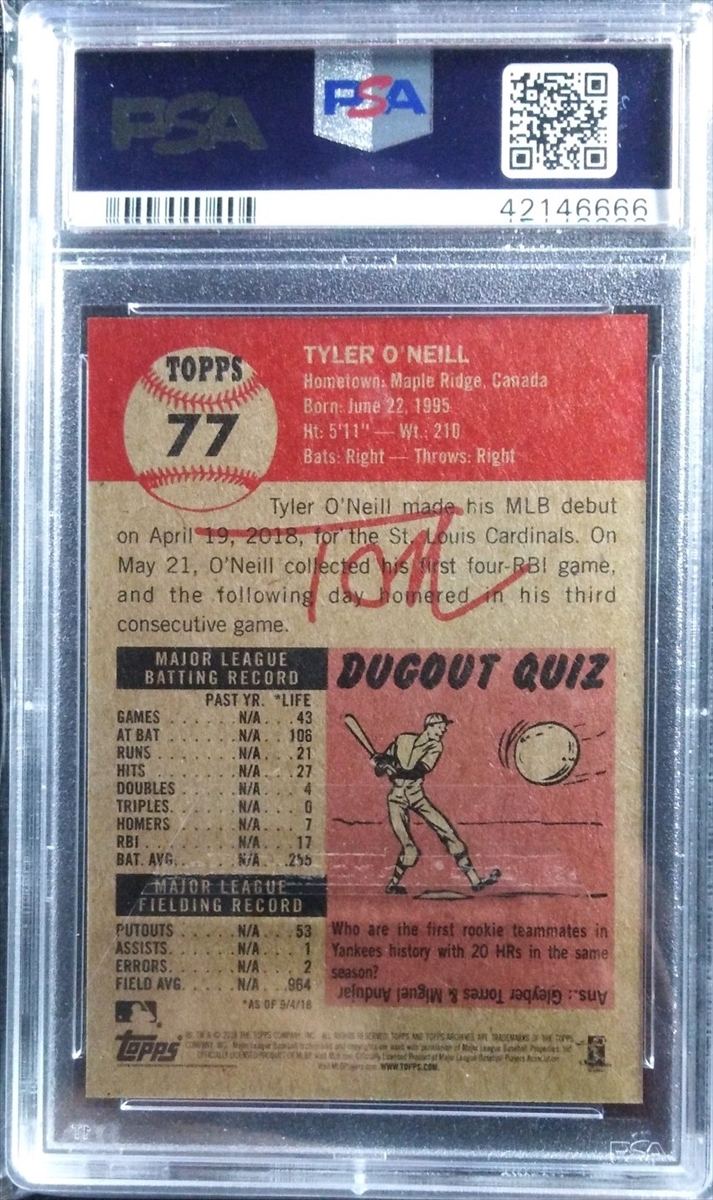 PSA
PSA
42146666
TOPPS
77
TYLER O'NEILL
Hometown: Maple Ridge, Canada
Born: June 22, 1995
Ht: 5'11" — Wt.: 210
Bats: Right — Throws: Right
Tyler O'Neill made his MLB debut
on April 19, 2018, for the St. Louis Cardinals. On
May 21, O'Neill collected his first four-RBI game,
and the following day homered in his third
consecutive game.
MAJOR LEAGUE
BATTING RECORD
PAST YR. *LIFE
GAMES . . . . . . . N/A . . . 43
AT BAT . . . . . . . N/A . . . 106
RUNS . . . . . . . N/A . . . 21
HITS . . . . . . . N/A . . . 27
DOUBLES . . . . . . . N/A . . . 4
TRIPLES. . . . . . . N/A . . . 0
HOMERS . . . . . . . N/A . . . 7
RBI . . . . . . . N/A . . . 17
BAT. AVG. . . . . . . N/A . . . .255
MAJOR LEAGUE
FIELDING RECORD
PUTOUTS . . . . . . N/A . . . 53
ASSISTS. . . . . . . N/A . . . 1
ERRORS. . . . . . . N/A . . . 2
FIELD AVG. . . . . . N/A . . . .964
*AS OF 9/4/18
DUGOUT QUIZ
Who are the first rookie teammates in
Yankees history with 20 HRs in the same
season?
Ans.: Gleyber Torres & Miguel Andujar
topps
WWW.TOPPS.COM
PSA